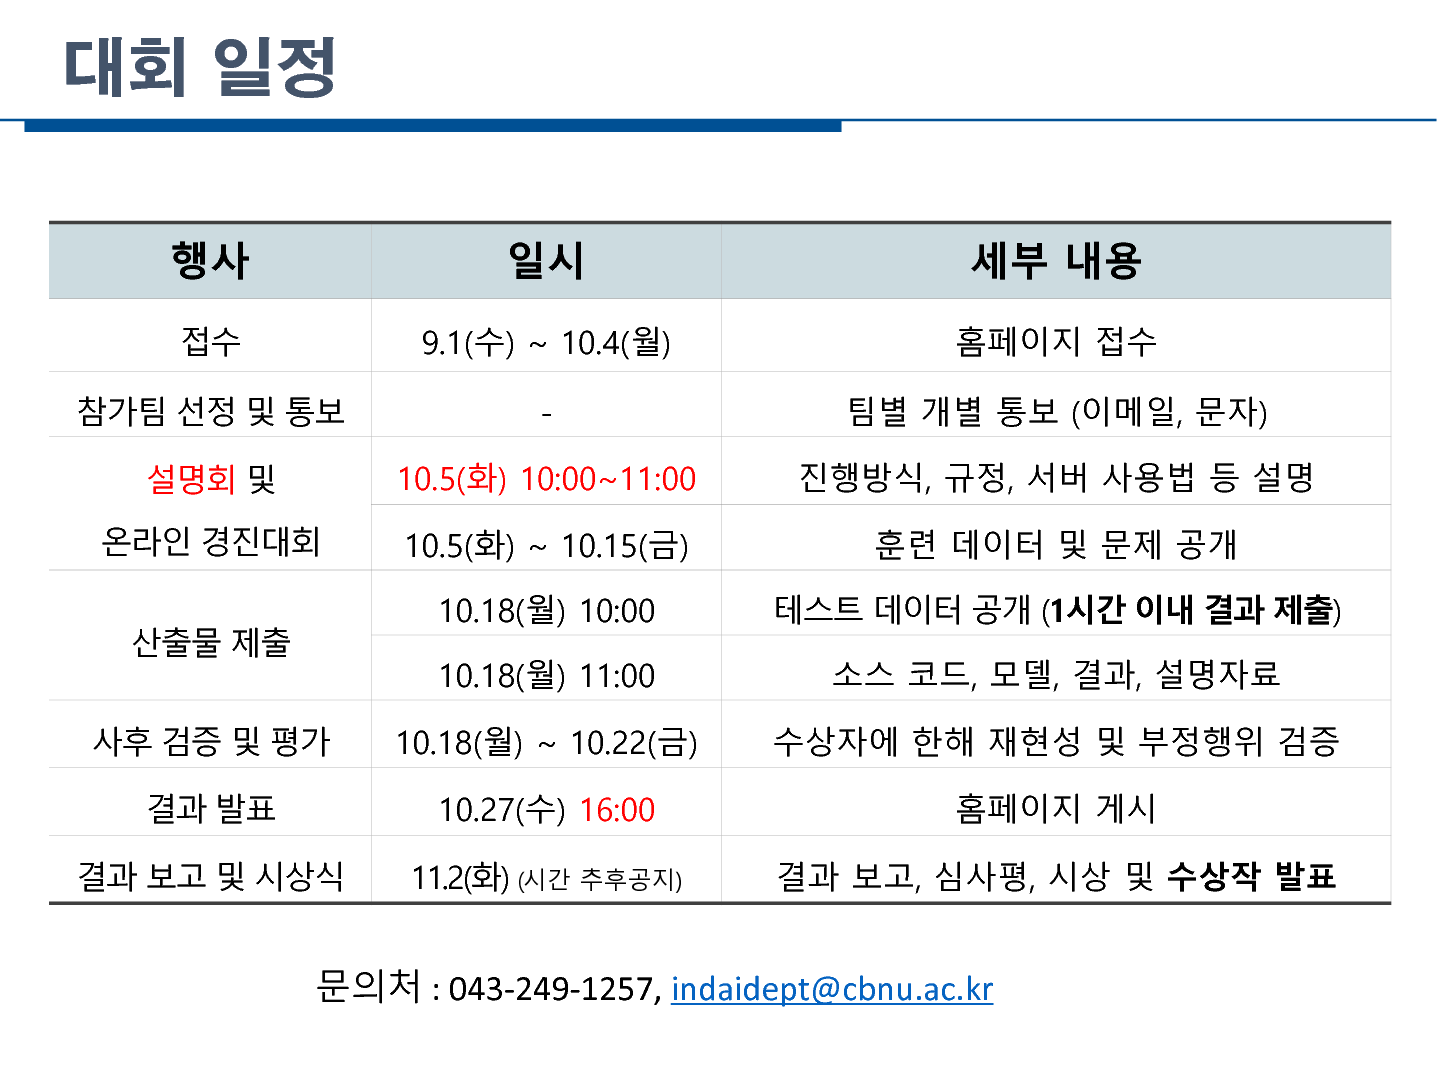 대회 일정
행사 일시 세부 내용
접수 9.1(수) ~ 10.4(월) 홈페이지 접수
참가팀 선정 및 통보 - 팀별 개별 통보 (이메일, 문자)
설명회 및 10.5(화) 10:00~11:00 진행방식, 규정, 서버 사용법 등 설명
온라인 경진대회 10.5(화) ~ 10.15(금) 훈련 데이터 및 문제 공개
산출물 제출 10.18(월) 10:00 테스트 데이터 공개 (1시간 이내 결과 제출)
10.18(월) 11:00 소스 코드, 모델, 결과, 설명자료
사후 검증 및 평가 10.18(월) ~ 10.22(금) 수상자에 한해 재현성 및 부정행위 검증
결과 발표 10.27(수) 16:00 홈페이지 게시
결과 보고 및 시상식 11.2(화) (시간 추후공지) 결과 보고, 심사평, 시상 및 수상작 발표
문의처 : 043-249-1257, indaidept@cbnu.ac.kr